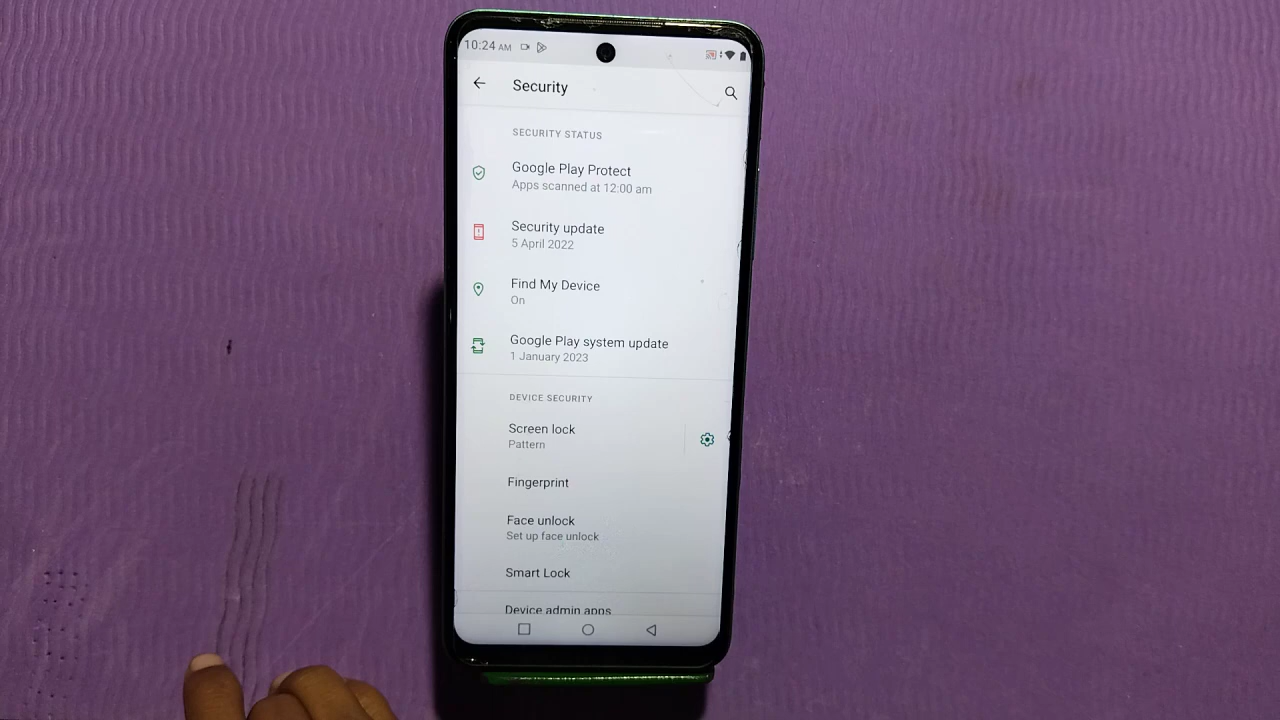 10:24 AM
Security
SECURITY STATUS
Google Play Protect
Apps scanned at 12:00 am
Security update
5 April 2022
Find My Device
On
Google Play system update
1 January 2023
DEVICE SECURITY
Screen lock
Pattern
Fingerprint
Face unlock
Set up face unlock
Smart Lock
Device admin apps